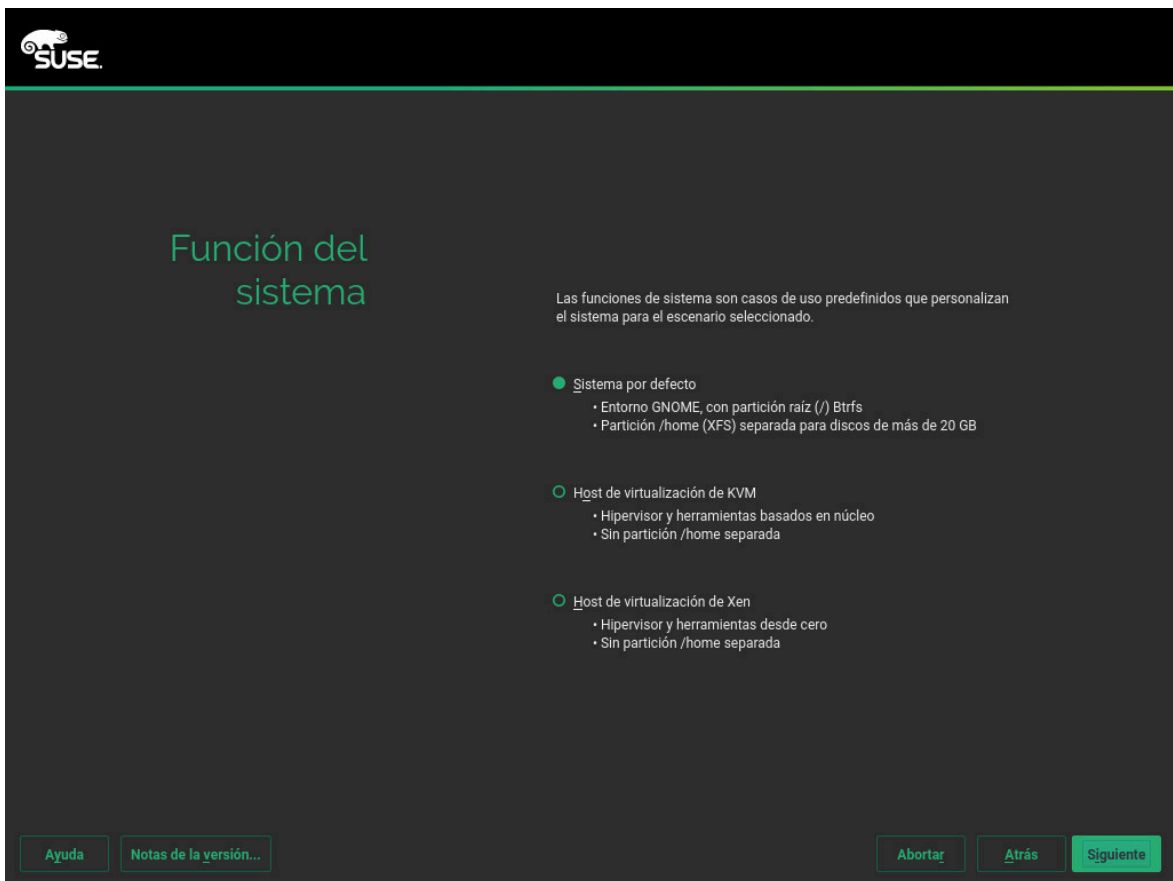 SUSE.
Función del
sistema
Las funciones de sistema son casos de uso predefinidos que personalizan
el sistema para el escenario seleccionado.
Sistema por defecto
• Entorno GNOME, con partición raíz (/) Btrfs
• Partición /home (XFS) separada para discos de más de 20 GB
Host de virtualización de KVM
• Hipervisor y herramientas basados en núcleo
• Sin partición /home separada
Host de virtualización de Xen
• Hipervisor y herramientas desde cero
• Sin partición /home separada
Ayuda
Notas de la versión...
Abortar
Atrás
Siguiente